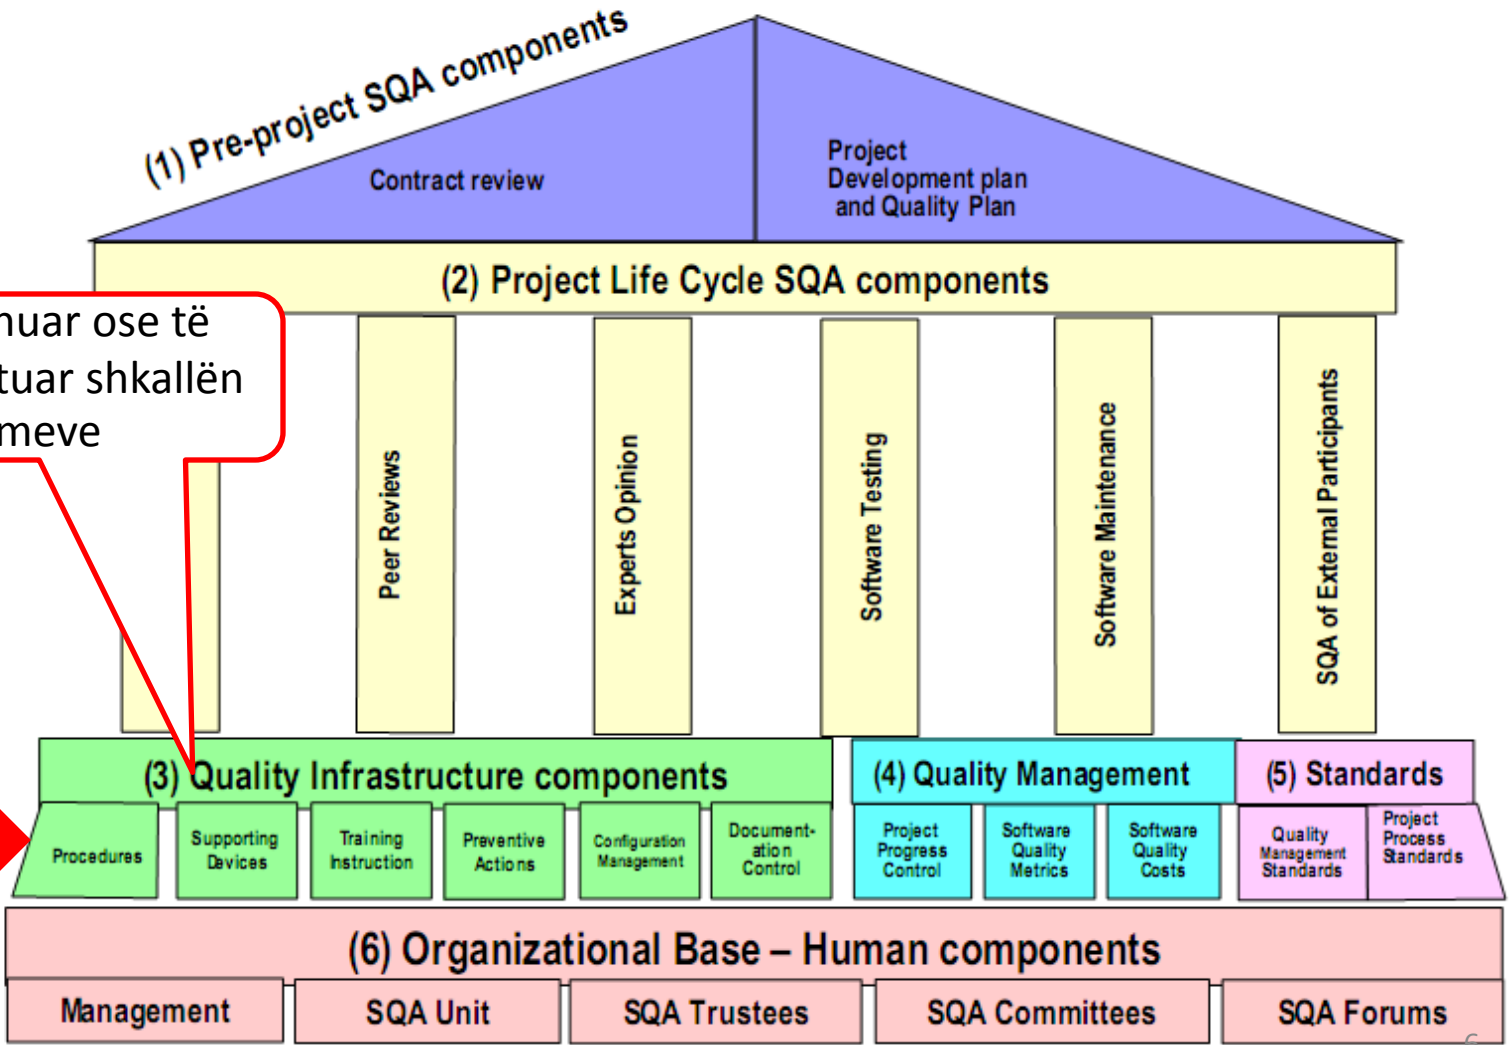 (1) Pre-project SQA components
Contract review
Project
Development plan
and Quality Plan
(2) Project Life Cycle SQA components
ose të
shkallën
Peer Reviews
Experts Opinion
Software Testing
Software Maintenance
SQA of External Participants
(3) Quality Infrastructure components
(4) Quality Management
(5) Standards
Procedures
Supporting
Devices
Training
Instruction
Preventive
Actions
Configuration
Management
Document-
ation
Control
Project
Progress
Control
Software
Quality
Metrics
Software
Quality
Costs
Quality
Management
Standards
Project
Process
Standards
(6) Organizational Base – Human components
Management
SQA Unit
SQA Trustees
SQA Committees
SQA Forums